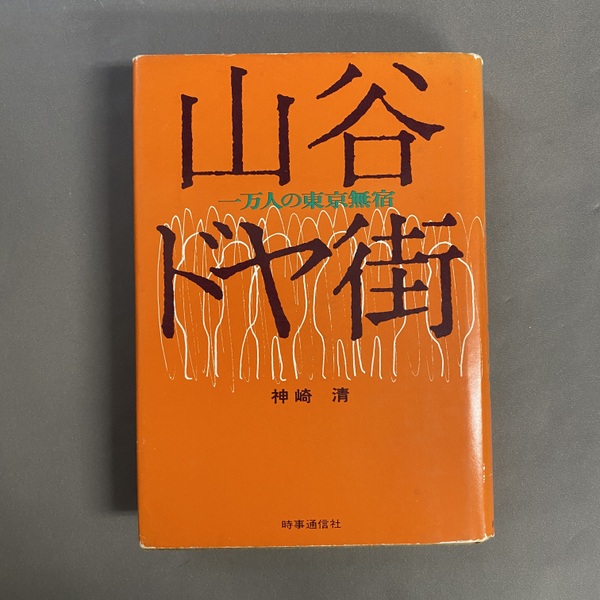 山谷
一万人の東京無宿
ドヤ街
神崎 清
時事通信社